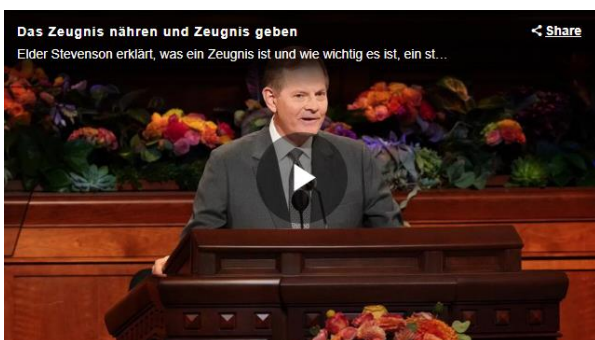 Das Zeugnis nähren und Zeugnis geben
Share
Elder Stevenson erklärt, was ein Zeugnis ist und wie wichtig es ist, ein st...